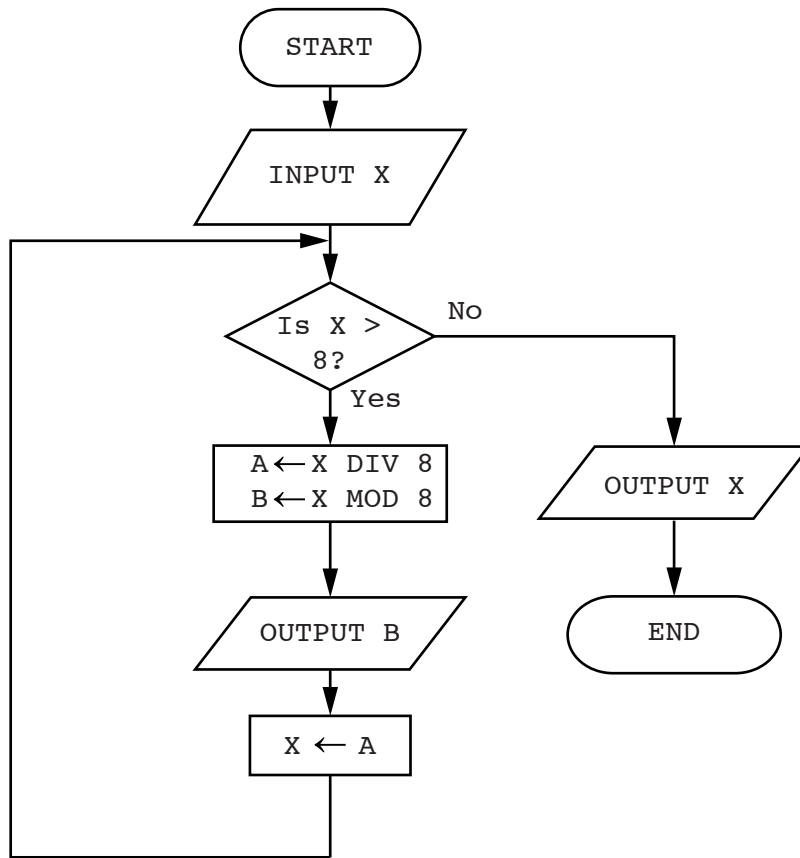 START
INPUT X
Is X >
8?
No
Yes
A ← X DIV 8
B ← X MOD 8
OUTPUT X
OUTPUT B
END
X ← A